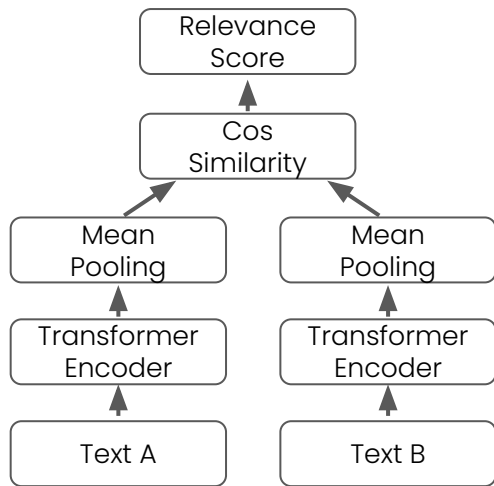 Relevance
Score
Cos
Similarity
Mean
Pooling
Mean
Pooling
Transformer
Encoder
Transformer
Encoder
Text A
Text B